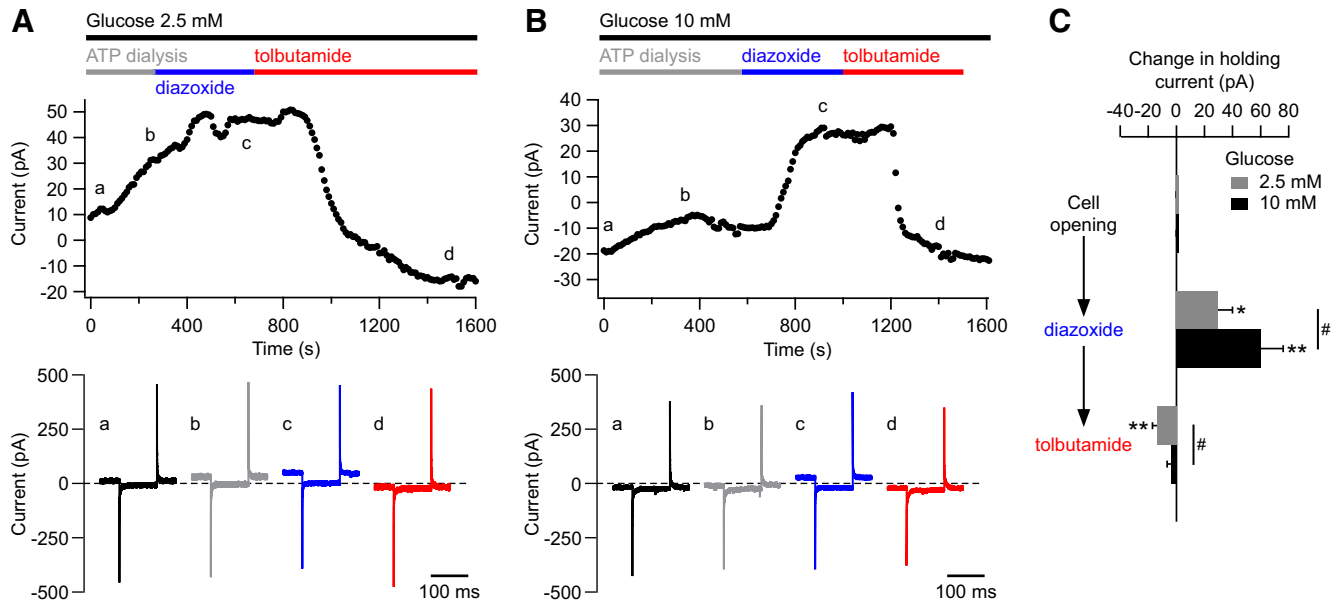 A
Glucose 2.5 mM
ATP dialysis
tolbutamide
diazoxide
50
40
30
20
10
0
-10
-20
Current (pA)
a
b
c
d
0
400
800
1200
1600
Time (s)
500
250
0
-250
-500
Current (pA)
a
b
c
d
100 ms
B
Glucose 10 mM
ATP dialysis
diazoxide
tolbutamide
40
30
20
10
0
-10
-20
-30
Current (pA)
a
b
c
d
0
400
800
1200
1600
Time (s)
500
250
0
-250
-500
Current (pA)
a
b
c
d
100 ms
C
Change in holding
current (pA)
-40 0 40 80
Glucose
2.5 mM
10 mM
Cell
opening
diazoxide
*
**
#
tolbutamide
**
#